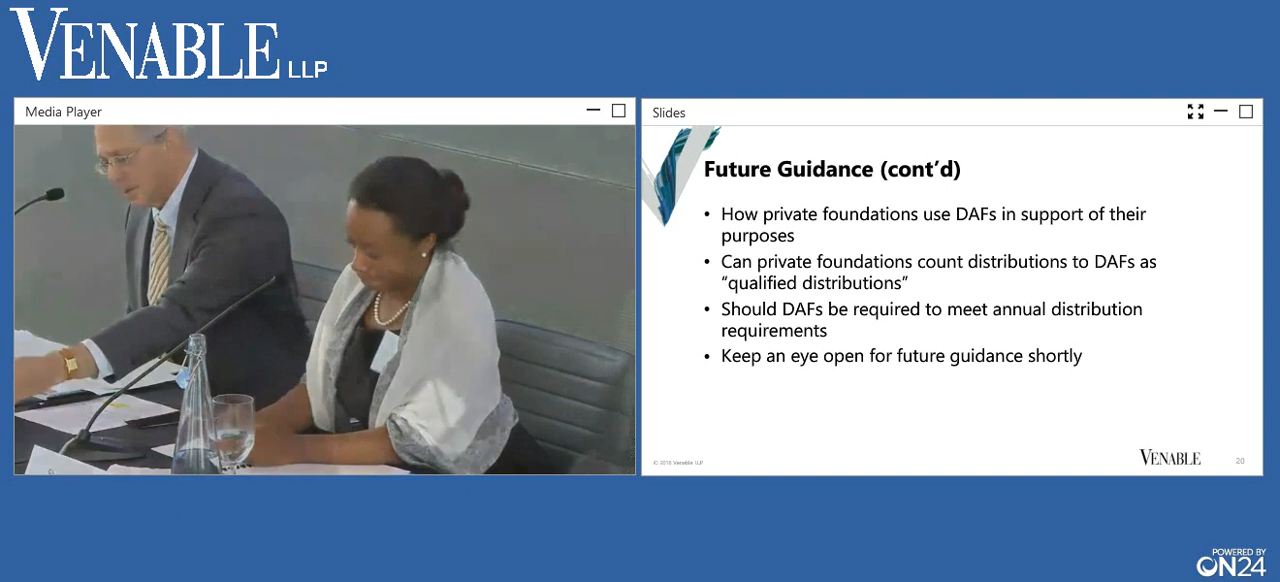 VENABLE LLP
Media Player
Slides
Future Guidance (cont’d)
• How private foundations use DAFs in support of their
purposes
• Can private foundations count distributions to DAFs as
“qualified distributions”
• Should DAFs be required to meet annual distribution
requirements
• Keep an eye open for future guidance shortly
© 2018 Venable LLP
VENABLE
20
POWERED BY
ON24